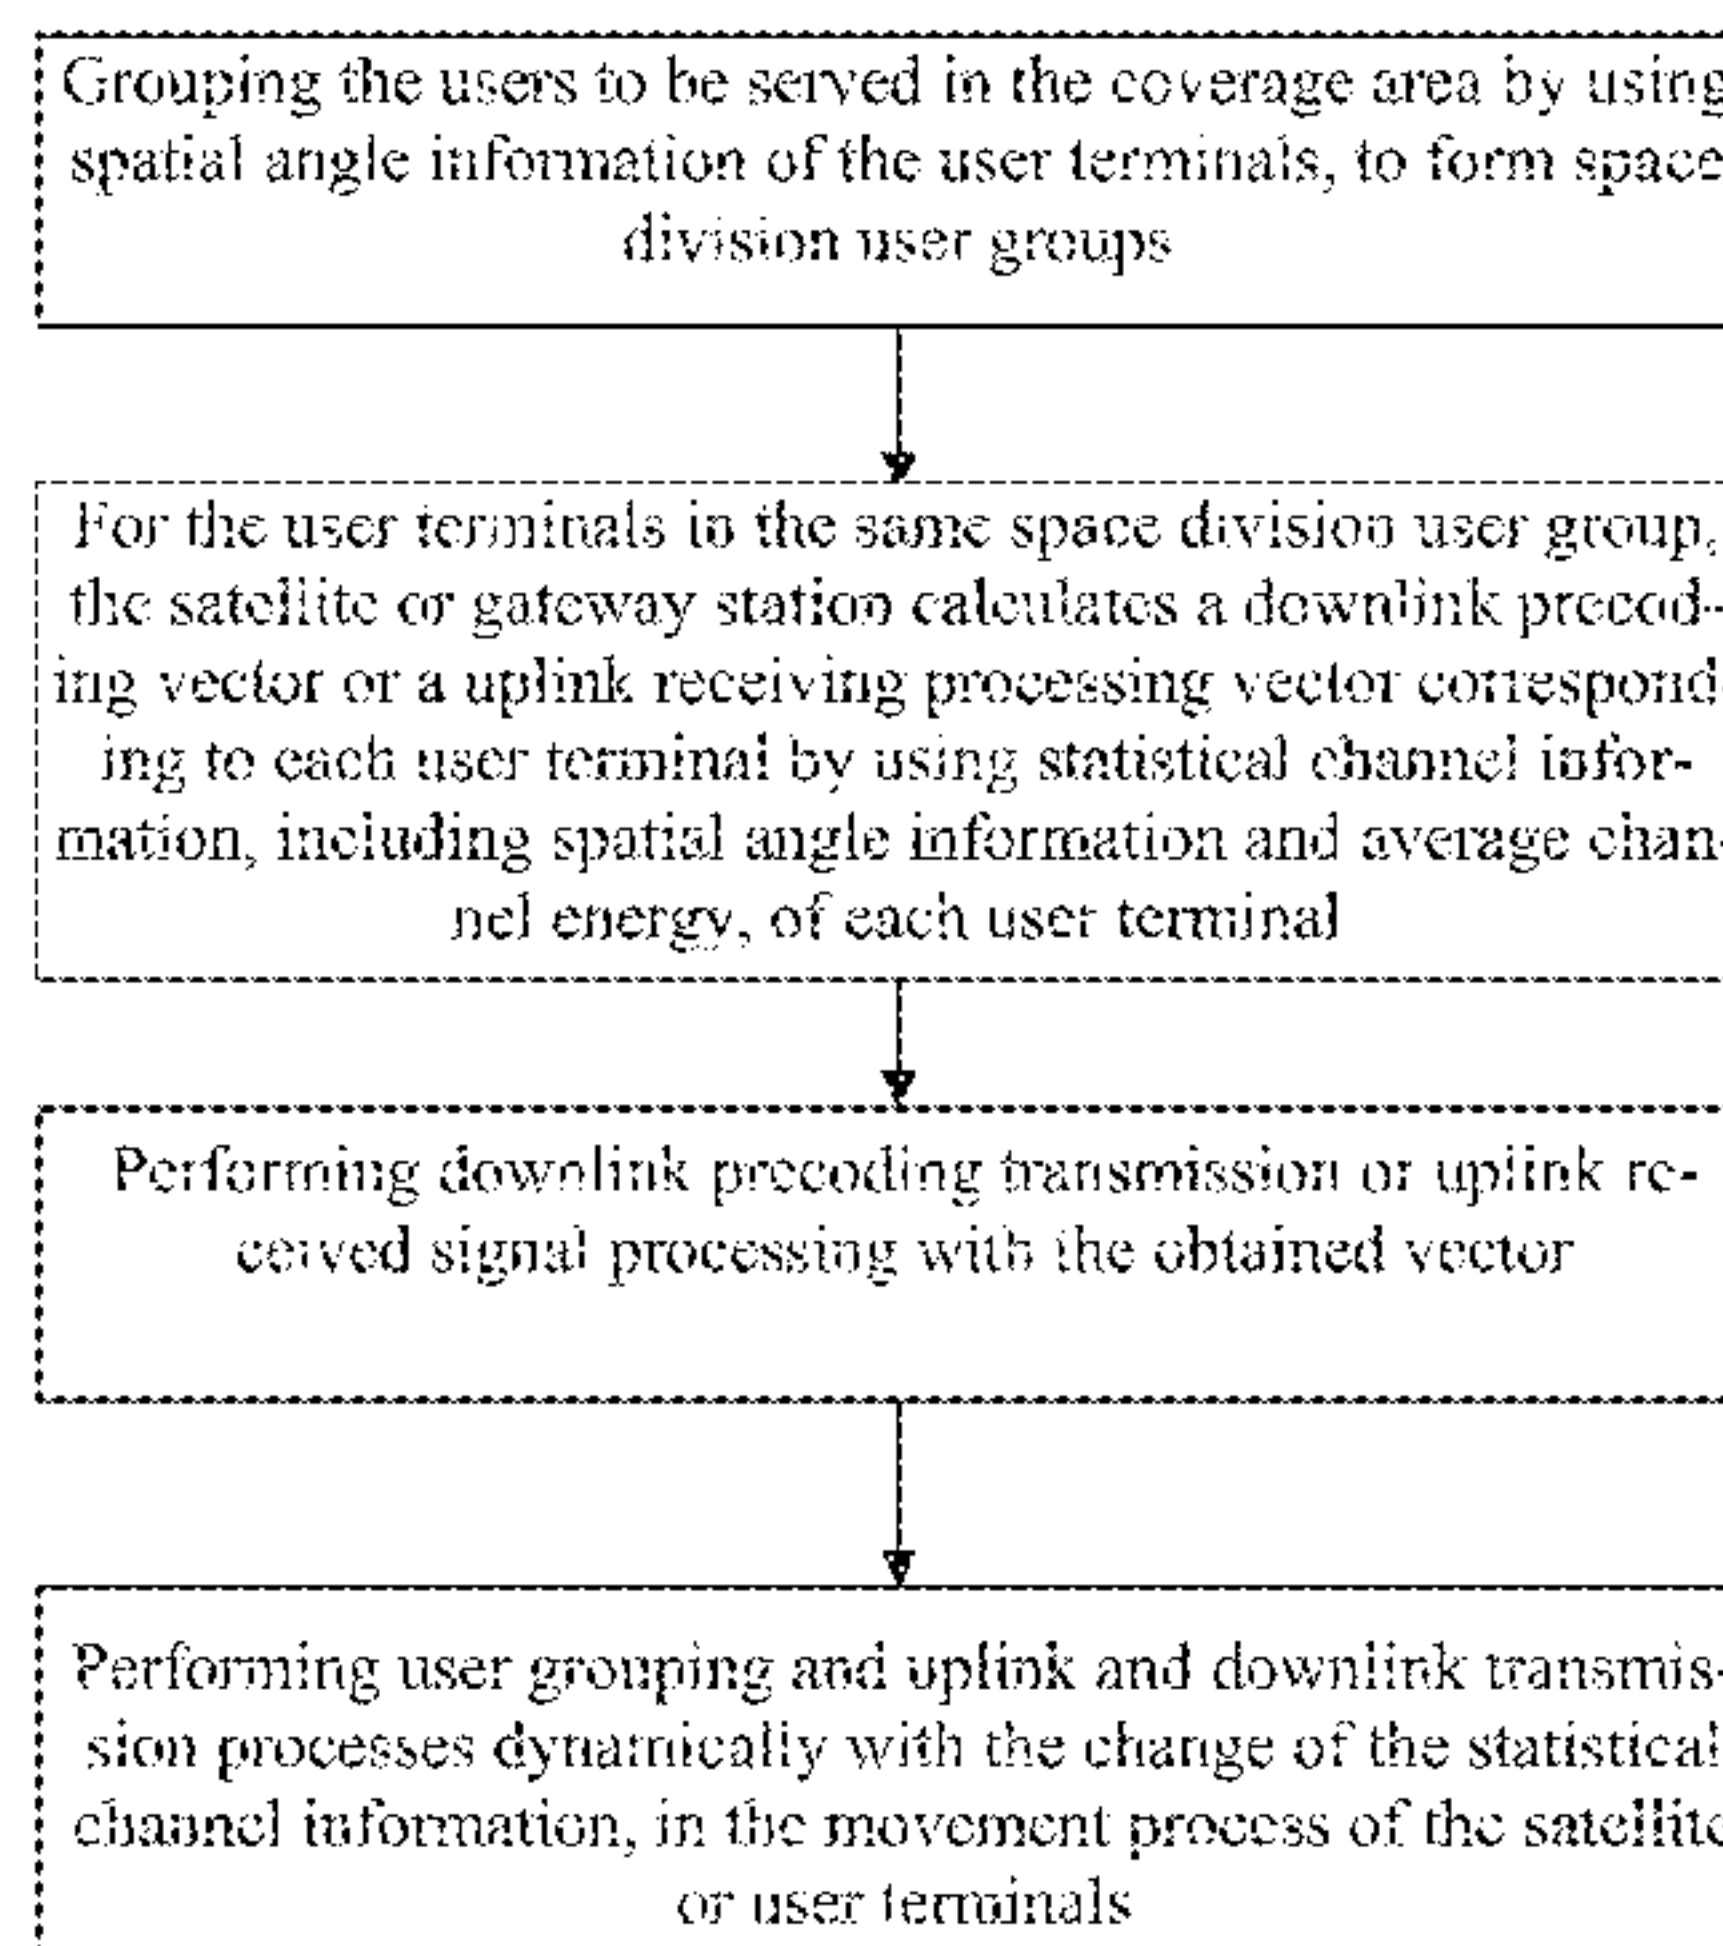 Grouping the users to be served in the coverage area by using
spatial angle information of the user terminals, to form space
division user groups
For the user terminals in the same space division user group,
the satellite or gateway station calculates a downlink precod-
ing vector or a uplink receiving processing vector correspond-
ing to each user terminal by using statistical channel infor-
mation, including spatial angle information and average chan-
nel energy, of each user terminal
Performing downlink precoding transmission or uplink re-
ceived signal processing with the obtained vector
Performing user grouping and uplink and downlink transmis-
sion processes dynamically with the change of the statistical
channel information, in the movement process of the satellite
or user terminals